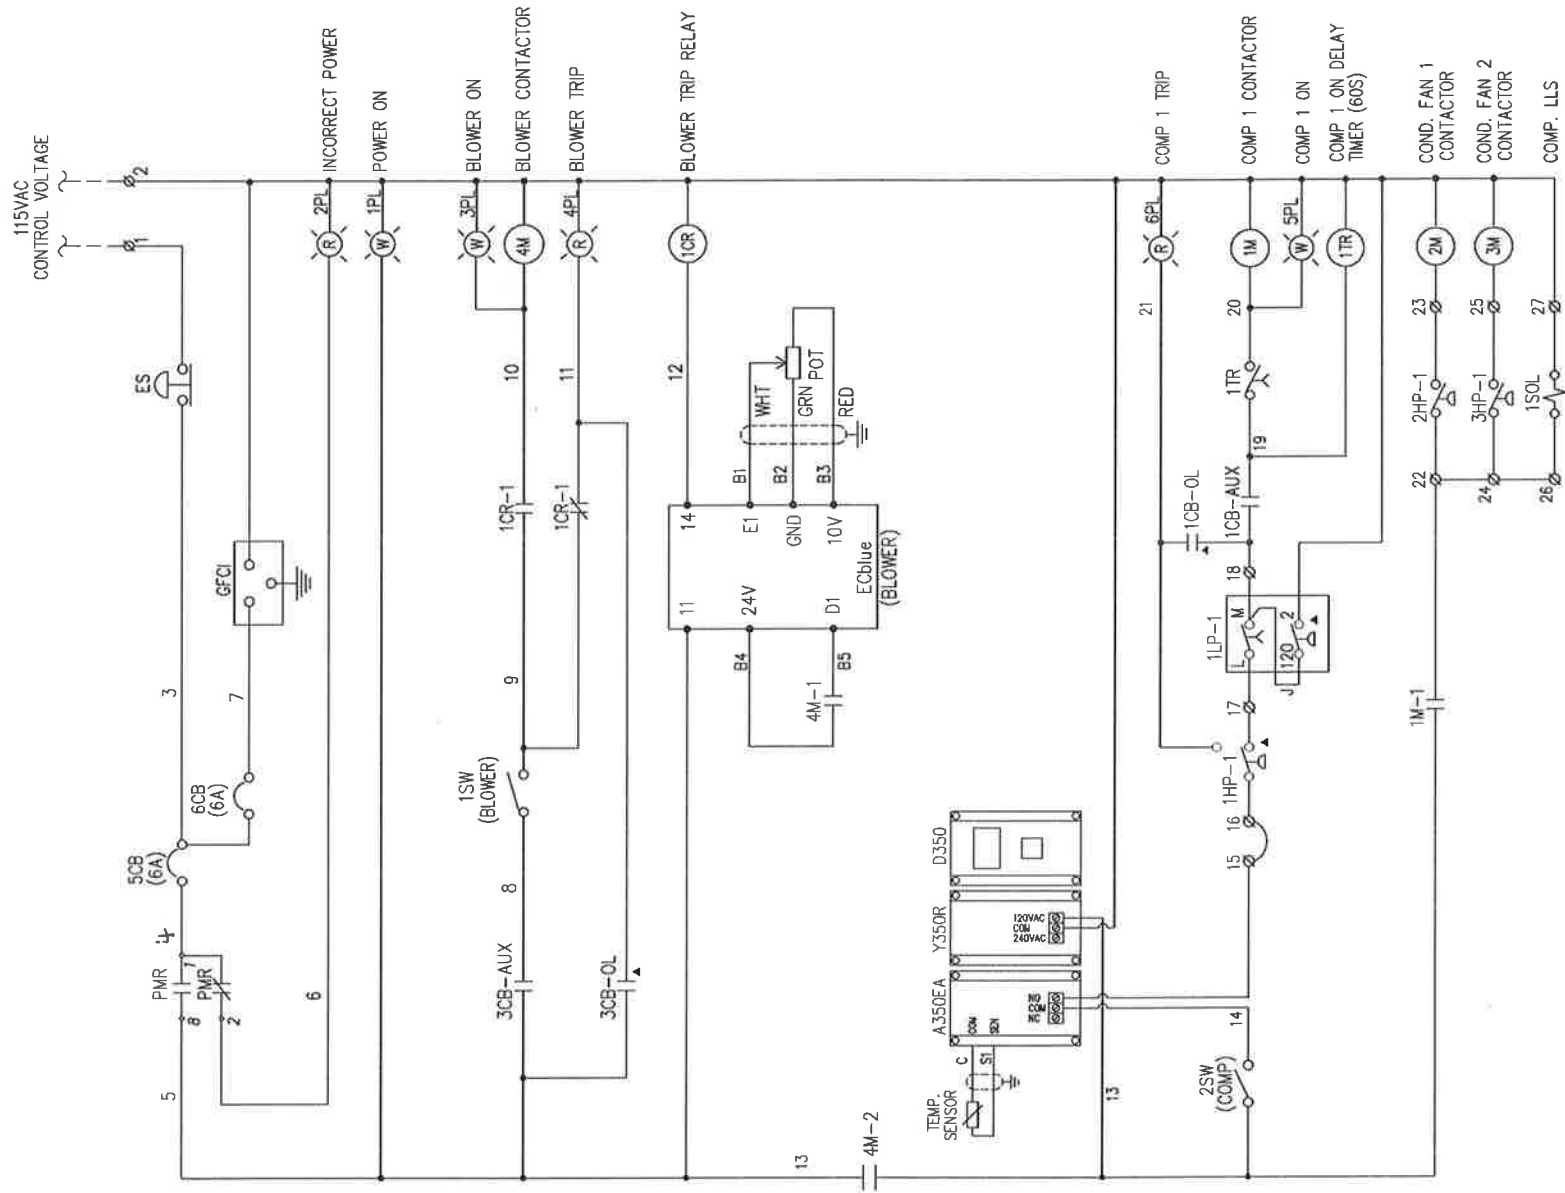 115VAC
CONTROL VOLTAGE
1
2
ES
3
GFCI
7
6CB
(6A)
5CB
(6A)
4
PMR
1
8
PMR
2
5
6
2PL
R
INCORRECT POWER
1PL
W
POWER ON
3PL
W
BLOWER ON
4M
BLOWER CONTACTOR
4PL
R
BLOWER TRIP
10
11
1CR-1
1CR-1
9
1SW
(BLOWER)
8
3CB-AUX
3CB-OL
1CR
BLOWER TRIP RELAY
12
14
11
E1
GND
10V
24V
D1
ECblue
(BLOWER)
B1
B2
B3
WHT
GRN
RED
POT
B4
B5
4M-1
13
4M-2
D350
Y350R
120VAC
COM
240VAC
A350EA
NO
COM
NC
COM
SEN
C
S1
TEMP.
SENSOR
13
6PL
R
COMP 1 TRIP
21
1M
COMP 1 CONTACTOR
5PL
W
COMP 1 ON
1TR
COMP 1 ON DELAY
TIMER (60S)
20
1TR
19
1CB-OL
1CB-AUX
18
1LP-1
M
L
2
120
J
17
1HP-1
16
15
14
2SW
(COMP)
2M
COND. FAN 1
CONTACTOR
23
2HP-1
22
1M-1
3M
COND. FAN 2
CONTACTOR
25
3HP-1
24
COMP. LLS
27
1SOL
26